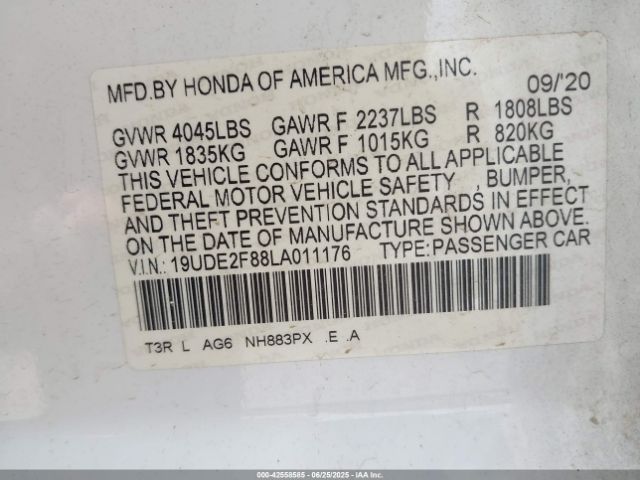 MFD.BY HONDA OF AMERICA MFG.,INC. 09/'20
GVWR 4045LBS GAWR F 2237LBS R 1808LBS
GVWR 1835KG GAWR F 1015KG R 820KG
THIS VEHICLE CONFORMS TO ALL APPLICABLE
FEDERAL MOTOR VEHICLE SAFETY , BUMPER,
AND THEFT PREVENTION STANDARDS IN EFFECT
ON THE DATE OF MANUFACTURE SHOWN ABOVE.
V.I.N.: 19UDE2F88LA011176 TYPE:PASSENGER CAR
T3R L AG6 NH883PX .E .A
000-42558585 - 06/25/2025 - IAA Inc.